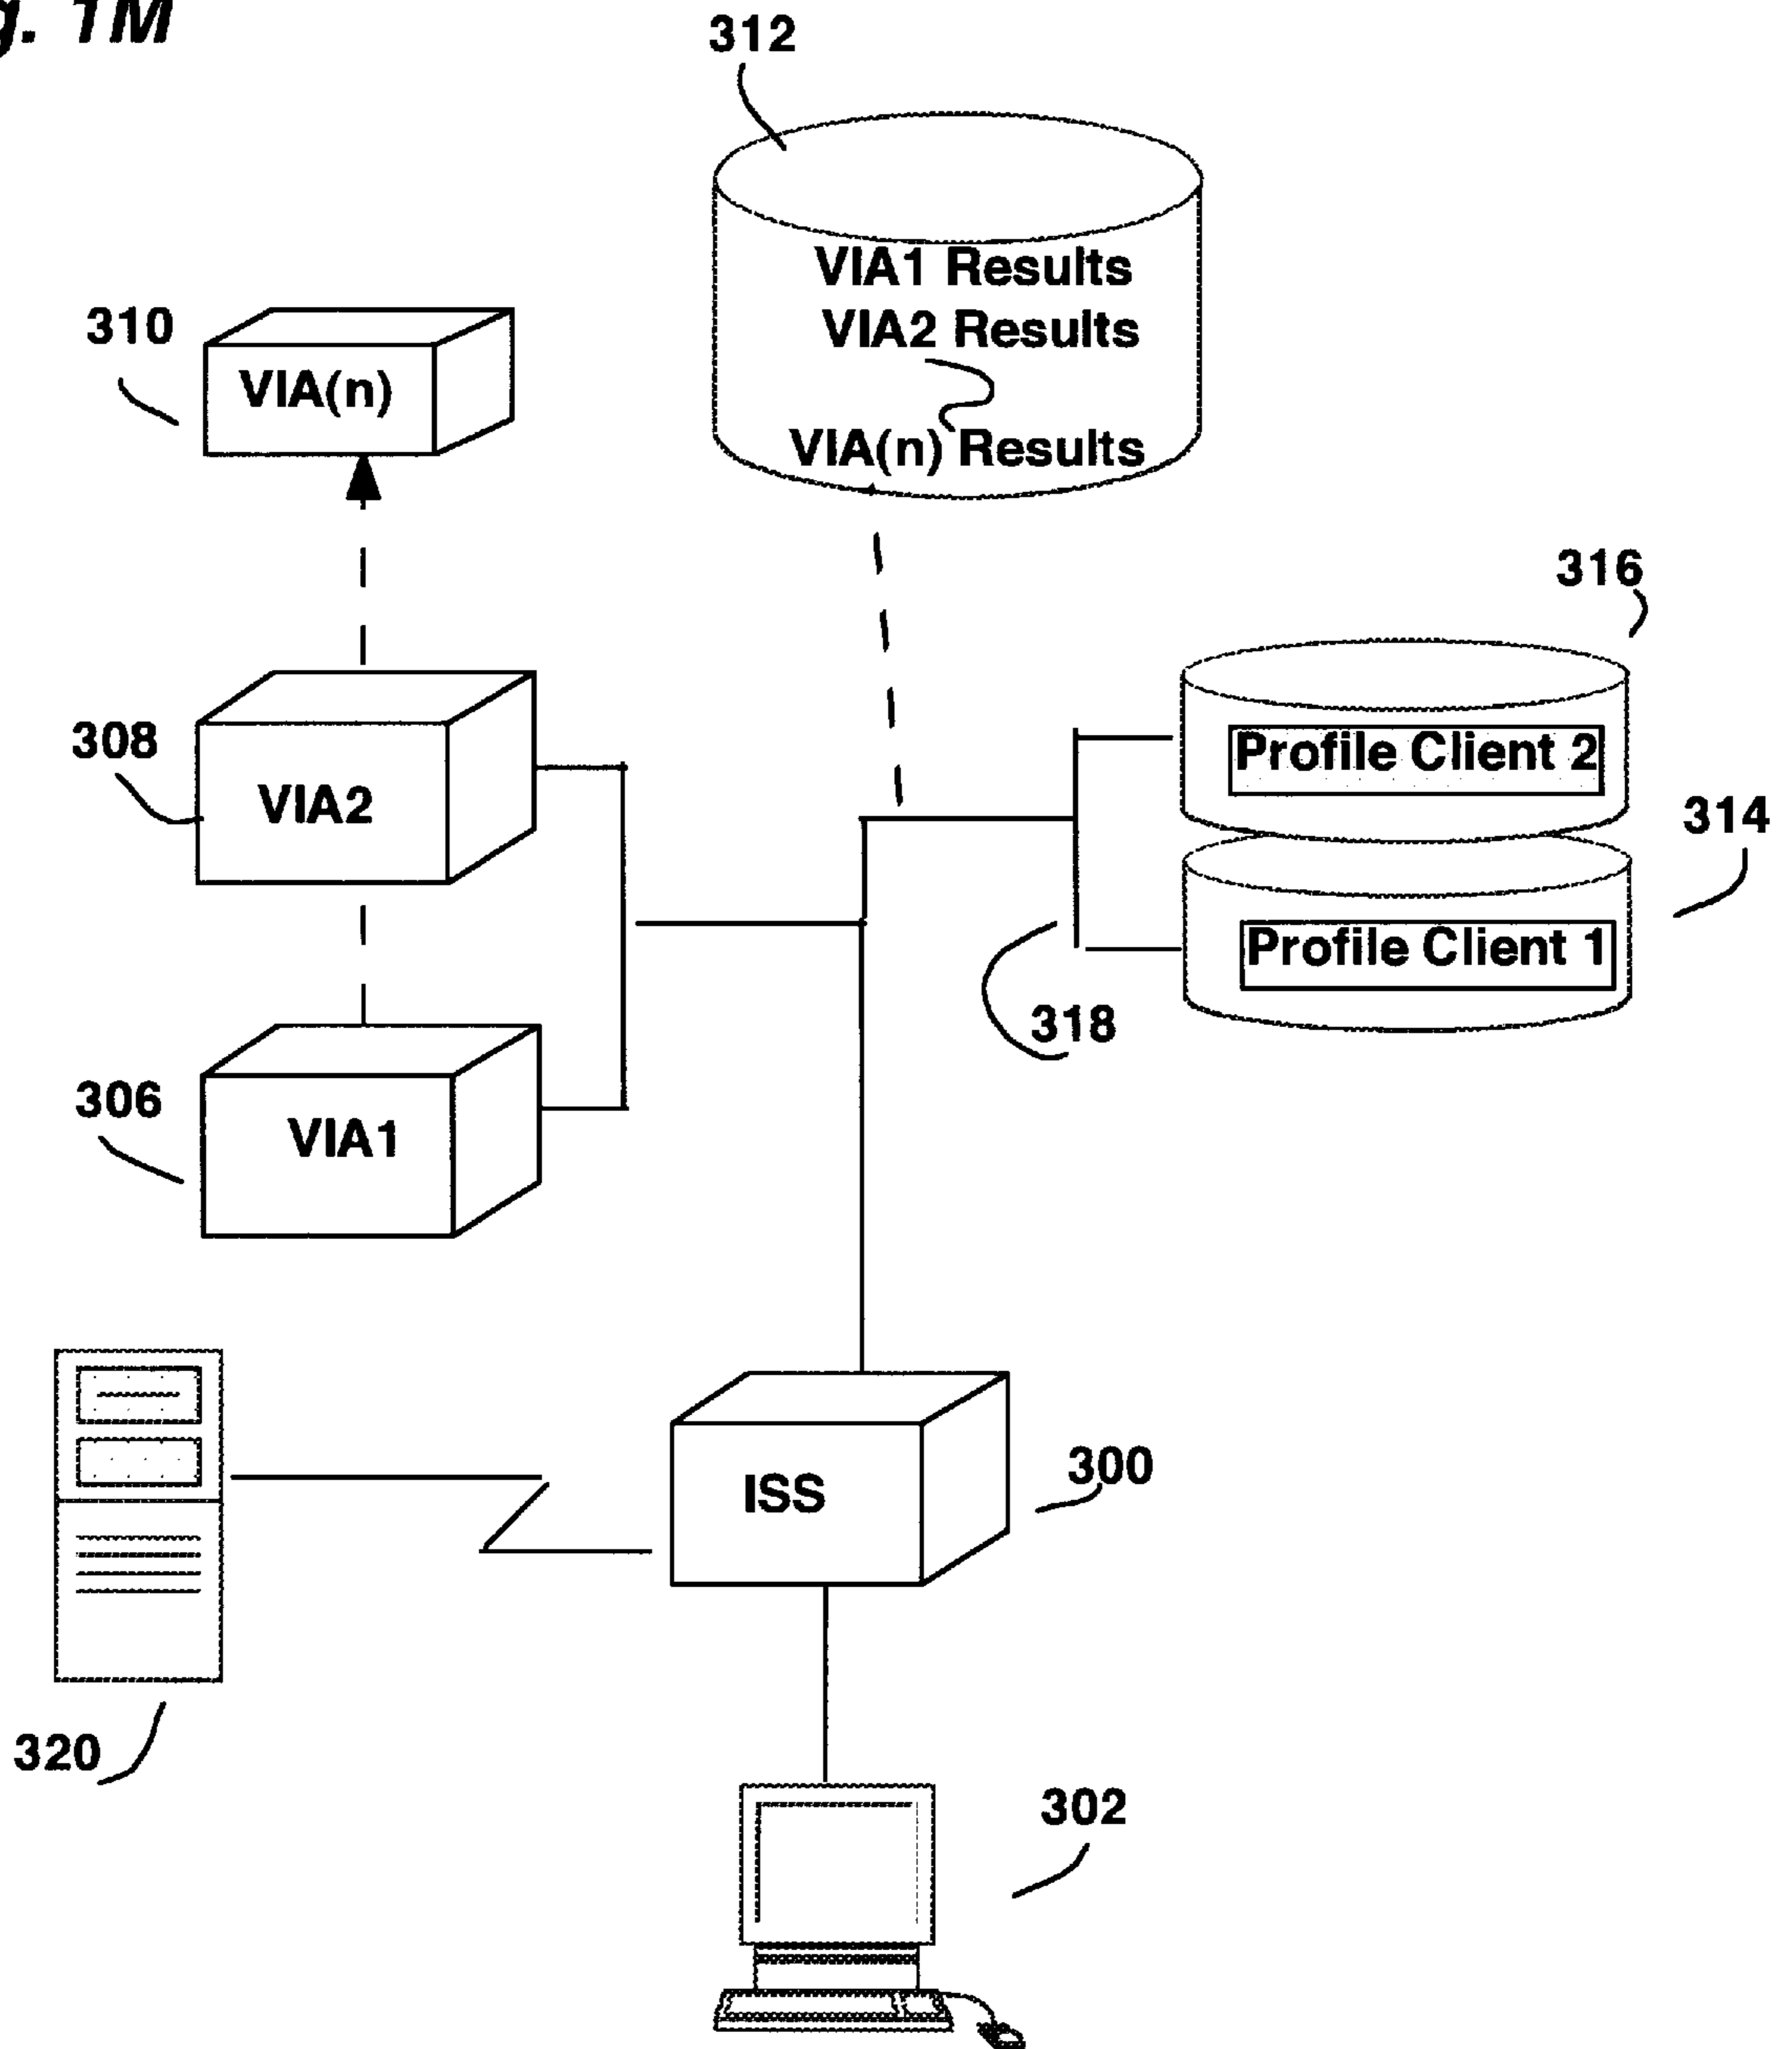 g. 1M
312
VIA1 Results
VIA2 Results
VIA(n) Results
310
VIA(n)
316
Profile Client 2
308
VIA2
314
Profile Client 1
318
306
VIA1
300
ISS
320
302